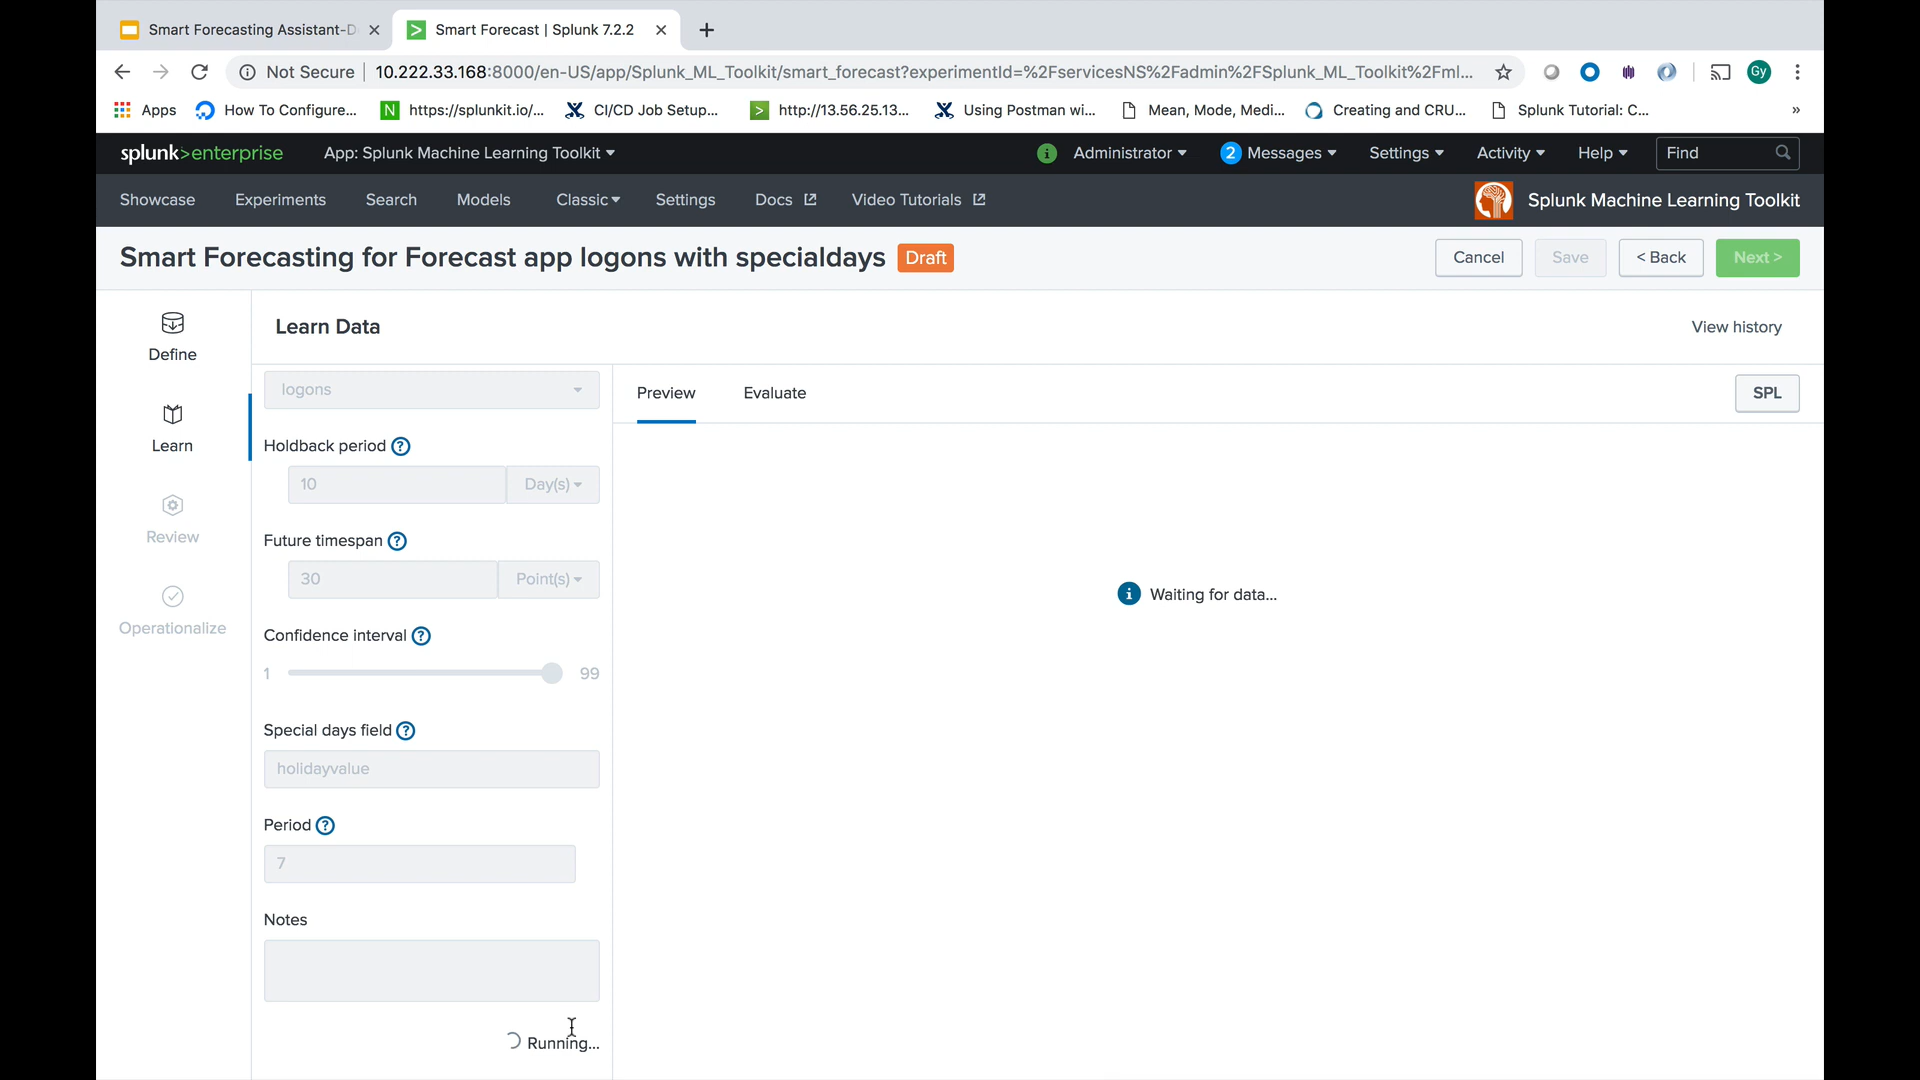 Smart Forecasting Assistant-D
Smart Forecast | Splunk 7.2.2
Not Secure
10.222.33.168:8000/en-US/app/Splunk_ML_Toolkit/smart_forecast?experimentId=%2FservicesNS%2Fadmin%2FSplunk_ML_Toolkit%2Fml...
Gy
Apps
How To Configure...
N
https://splunkit.io/...
CI/CD Job Setup...
http://13.56.25.13...
Using Postman wi...
Mean, Mode, Medi...
Creating and CRU...
Splunk Tutorial: C...
»
splunk>enterprise
App: Splunk Machine Learning Toolkit
i
Administrator
2
Messages
Settings
Activity
Help
Find
Showcase
Experiments
Search
Models
Classic
Settings
Docs
Video Tutorials
Splunk Machine Learning Toolkit
Smart Forecasting for Forecast app logons with specialdays
Draft
Cancel
Save
< Back
Next >
Define
Learn
Review
Operationalize
Learn Data
View history
logons
Holdback period ?
10
Day(s)
Future timespan ?
30
Point(s)
Confidence interval ?
1
99
Special days field ?
holidayvalue
Period ?
7
Notes
Running...
Preview
Evaluate
SPL
i Waiting for data...